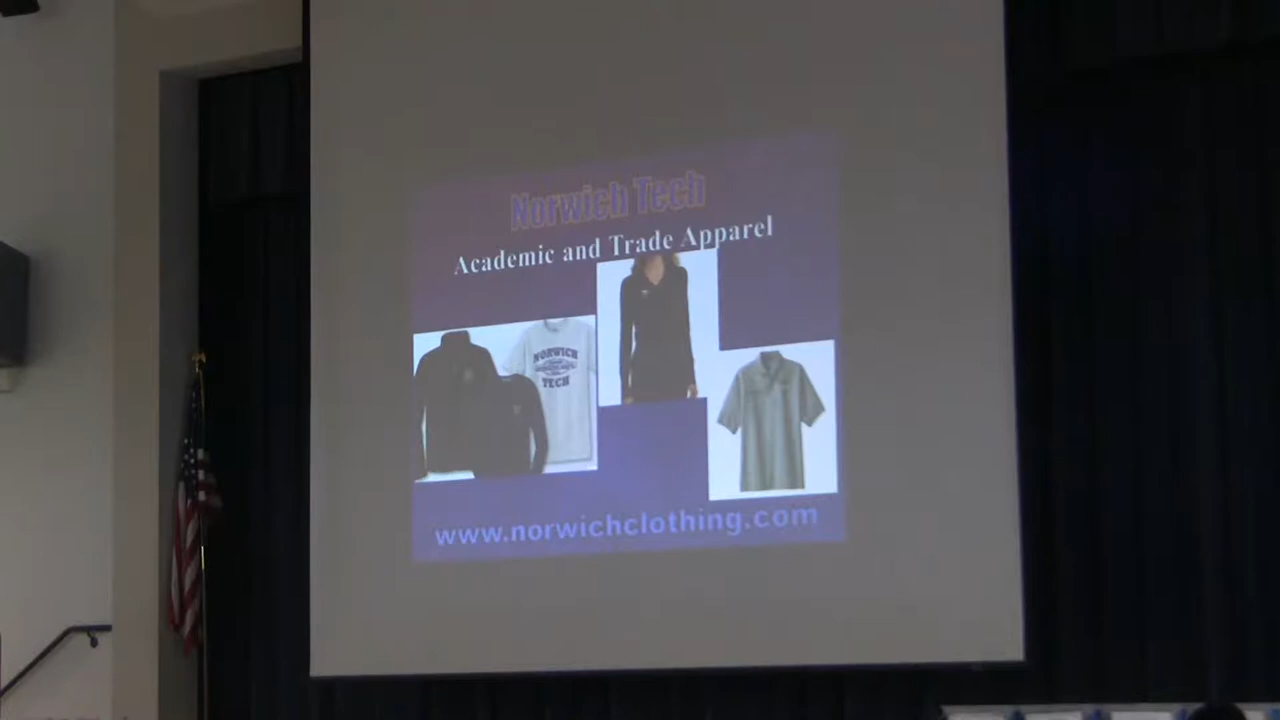 Norwich Tech
Academic and Trade Apparel
NORWICH
TECH
www.norwichclothing.com